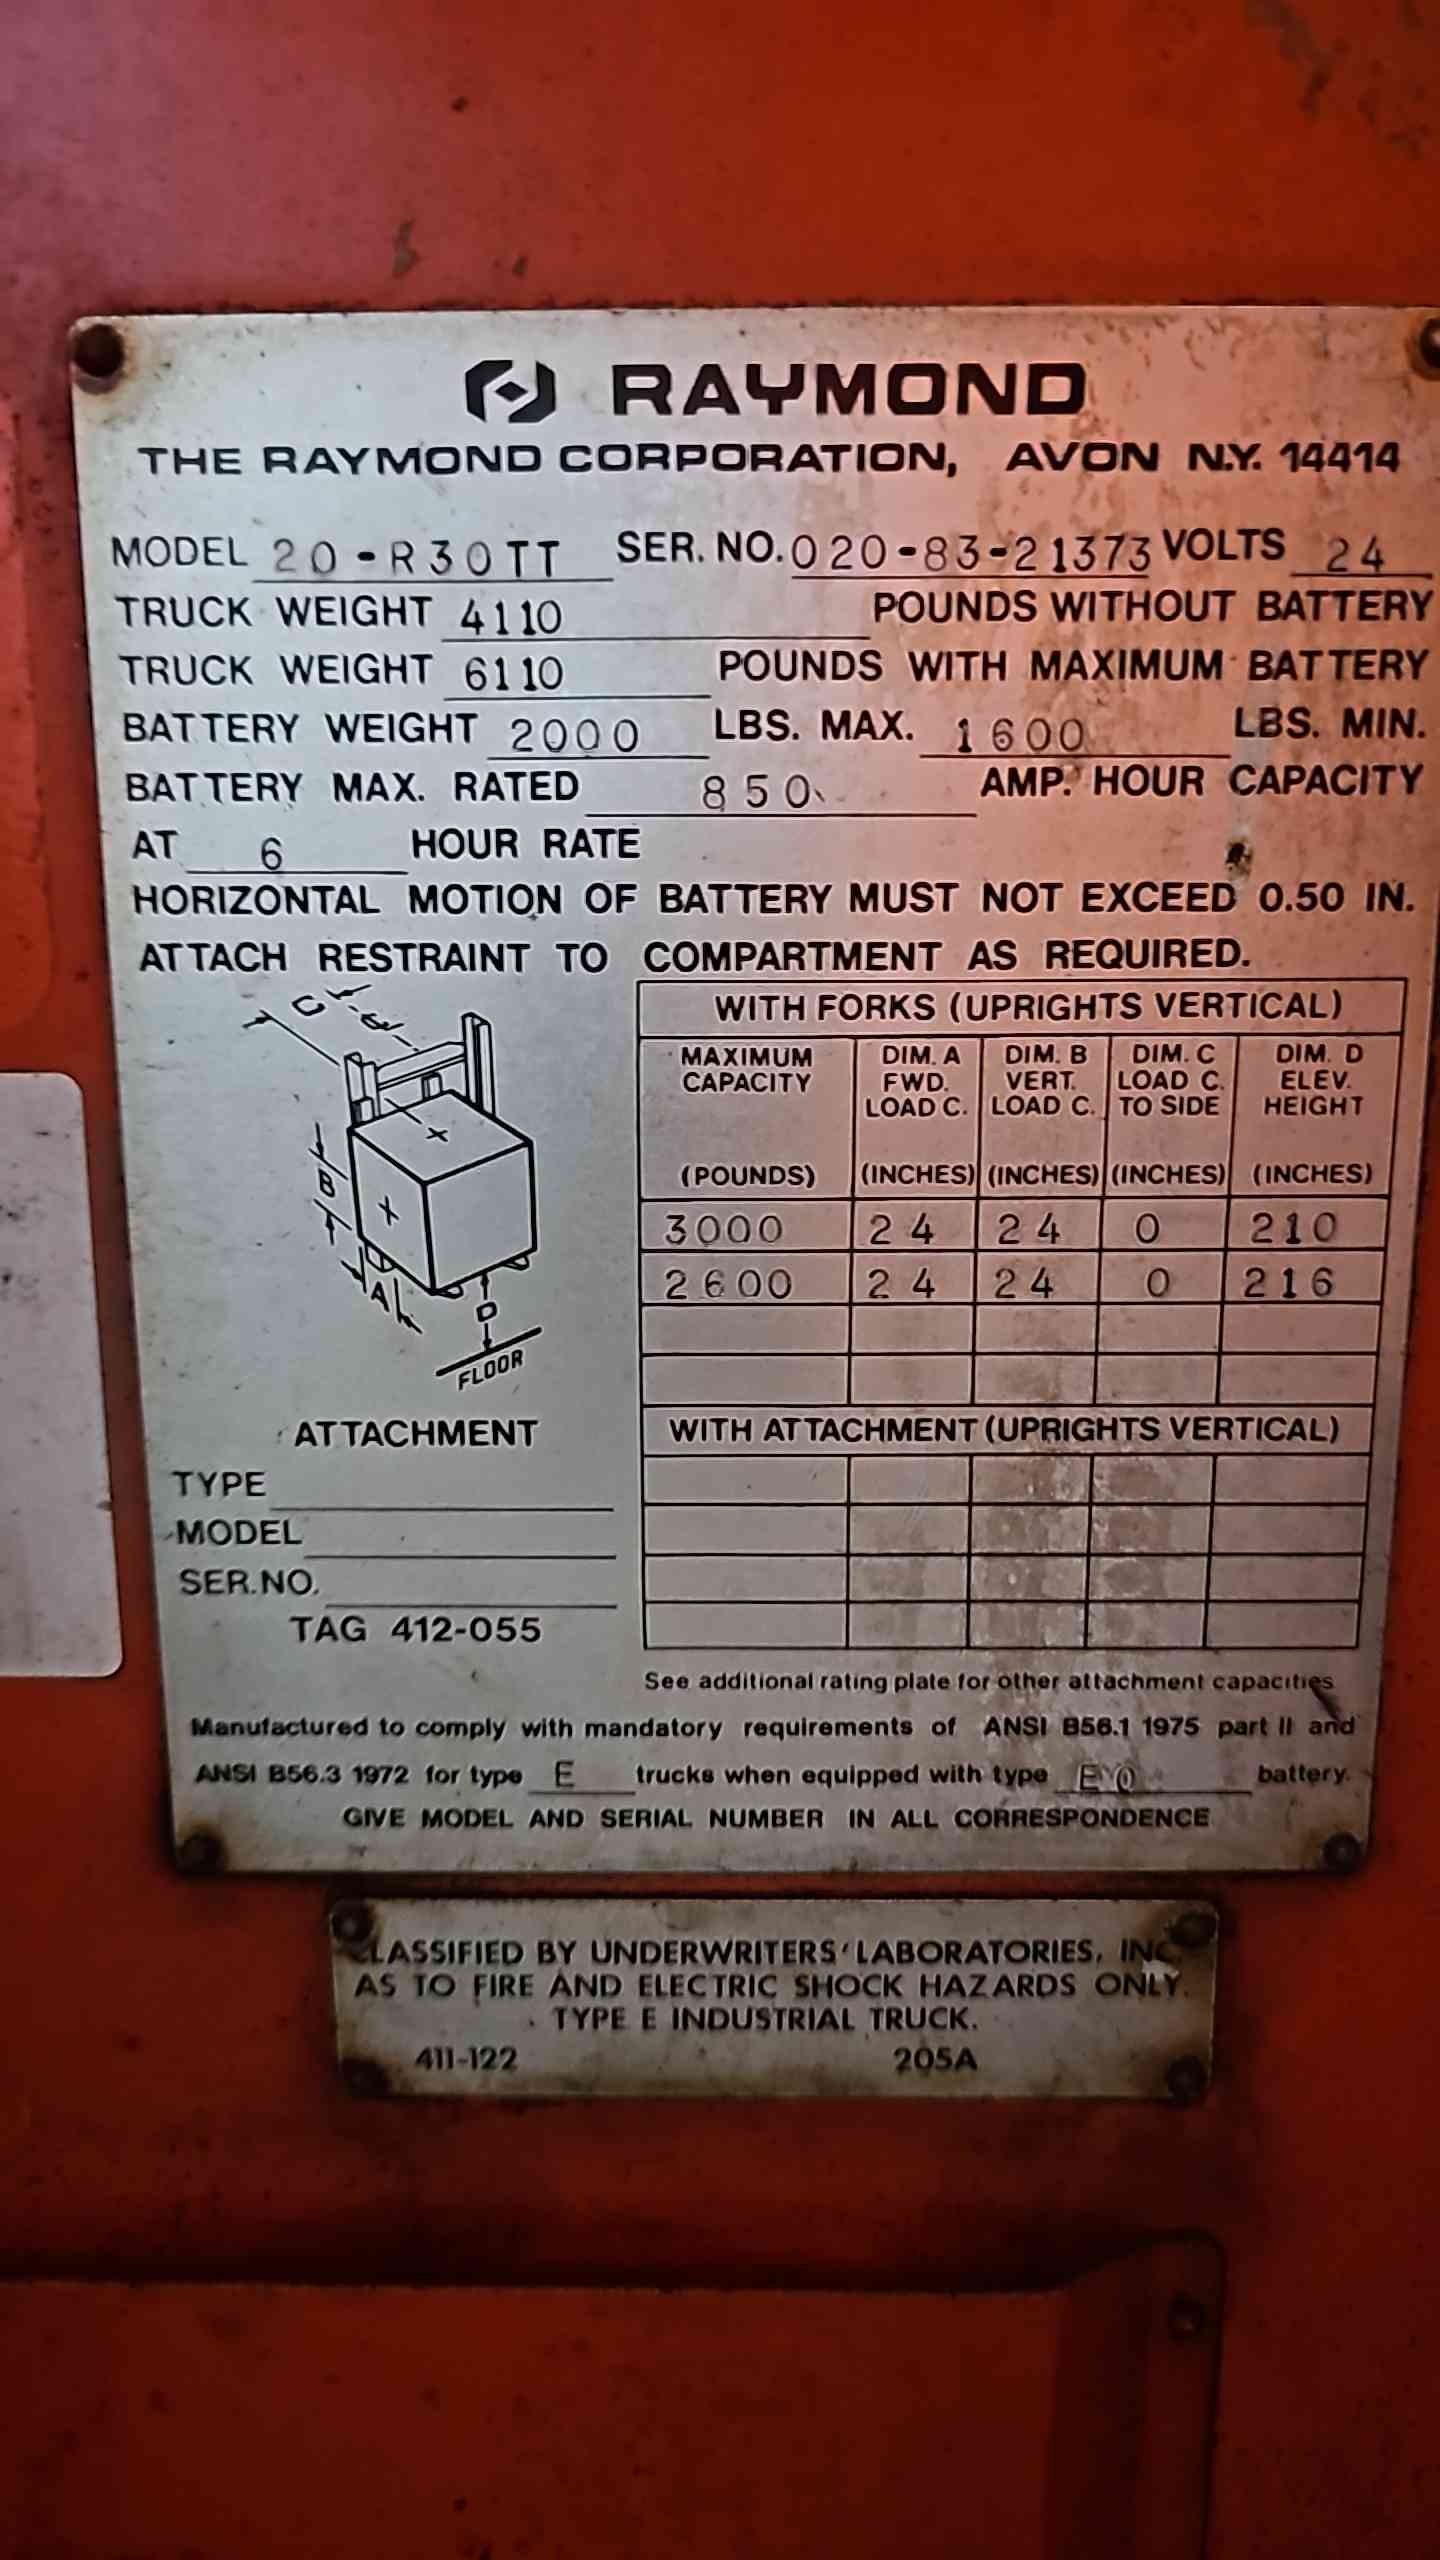 RAYMOND
THE RAYMOND CORPORATION, AVON N.Y. 14414
MODEL 20-R30TT SER. NO. 020-83-21373 VOLTS 24
TRUCK WEIGHT 4110 POUNDS WITHOUT BATTERY
TRUCK WEIGHT 6110 POUNDS WITH MAXIMUM BATTERY
BATTERY WEIGHT 2000 LBS. MAX. 1600 LBS. MIN.
BATTERY MAX. RATED 850 AMP. HOUR CAPACITY
AT 6 HOUR RATE
HORIZONTAL MOTION OF BATTERY MUST NOT EXCEED 0.50 IN.
ATTACH RESTRAINT TO COMPARTMENT AS REQUIRED.
C
B
A
D
FLOOR
WITH FORKS (UPRIGHTS VERTICAL)
MAXIMUM DIM. A DIM. B DIM. C DIM. D
CAPACITY FWD. VERT. LOAD C. ELEV.
LOAD C. LOAD C. TO SIDE HEIGHT
(POUNDS) (INCHES) (INCHES) (INCHES) (INCHES)
3000 24 24 0 210
2600 24 24 0 216
WITH ATTACHMENT (UPRIGHTS VERTICAL)
ATTACHMENT
TYPE
MODEL
SER.NO.
TAG 412-055
See additional rating plate for other attachment capacities
Manufactured to comply with mandatory requirements of ANSI B56.1 1975 part II and
ANSI B56.3 1972 for type E trucks when equipped with type EO battery.
GIVE MODEL AND SERIAL NUMBER IN ALL CORRESPONDENCE
CLASSIFIED BY UNDERWRITERS' LABORATORIES, INC.
AS TO FIRE AND ELECTRIC SHOCK HAZARDS ONLY.
TYPE E INDUSTRIAL TRUCK.
411-122 205A